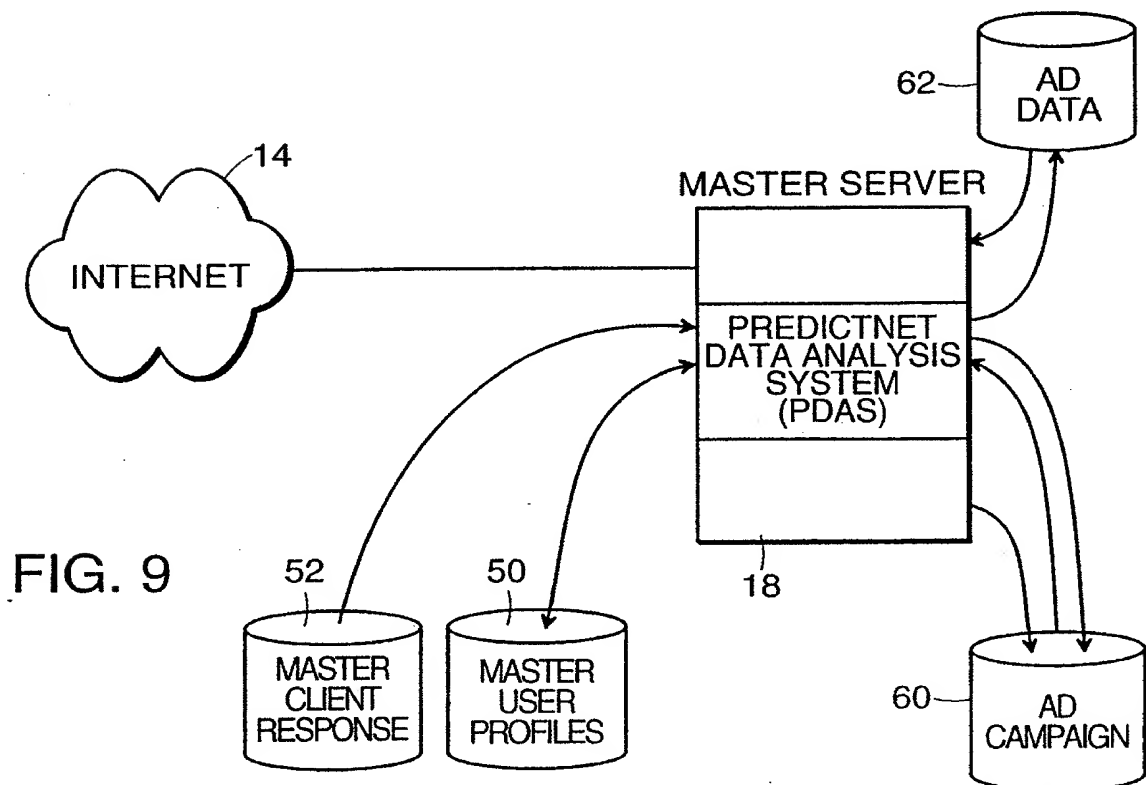 62
AD
DATA
14
MASTER SERVER
INTERNET
PREDICTNET
DATA ANALYSIS
SYSTEM
(PDAS)
FIG. 9
52
50
18
MASTER
CLIENT
RESPONSE
MASTER
USER
PROFILES
60
AD
CAMPAIGN